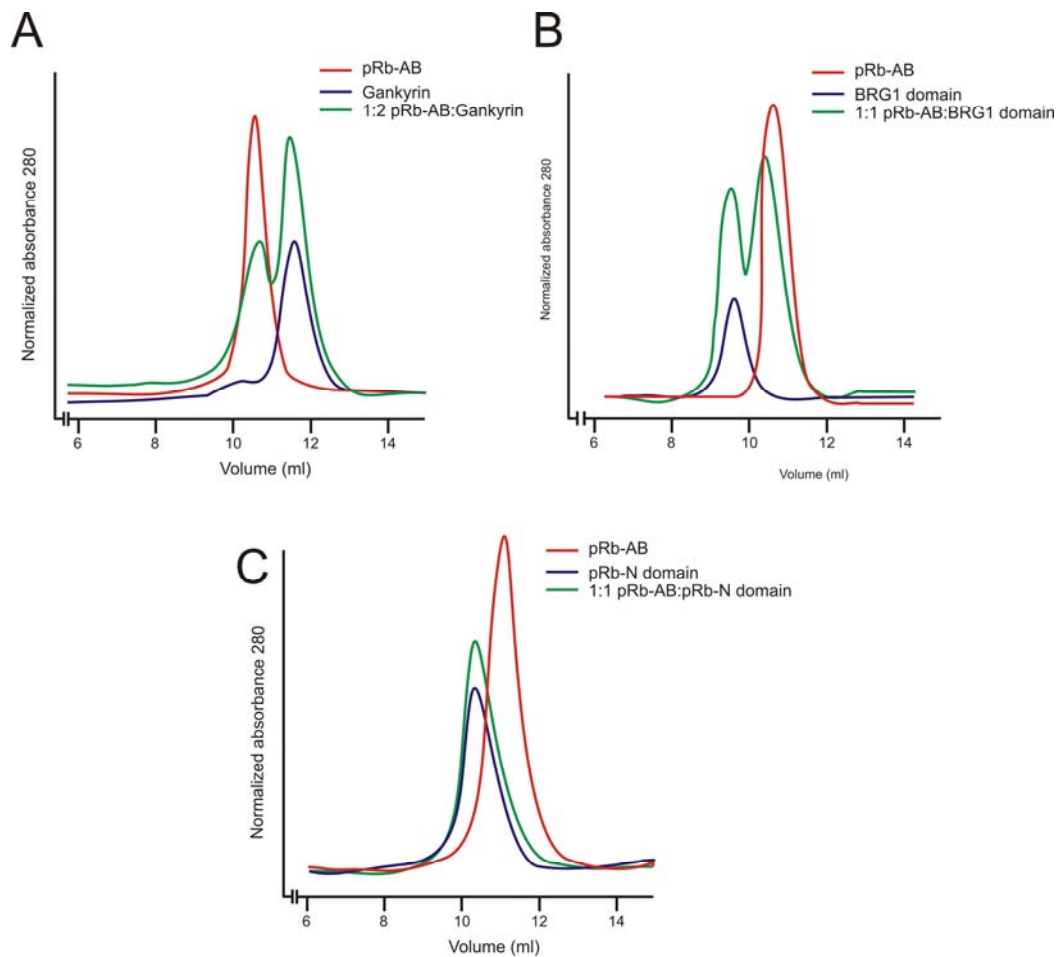 A
pRb-AB
Gankyrin
1:2 pRb-AB:Gankyrin
Normalized absorbance 280
6 8 10 12 14
Volume (ml)
B
pRb-AB
BRG1 domain
1:1 pRb-AB:BRG1 domain
Normalized absorbance 280
6 8 10 12 14
Volume (ml)
C
pRb-AB
pRb-N domain
1:1 pRb-AB:pRb-N domain
Normalized absorbance 280
6 8 10 12 14
Volume (ml)